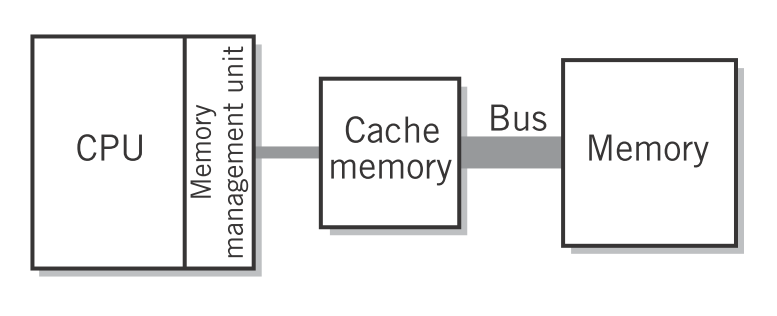 CPU
Memory
management unit
Cache
memory
Bus
Memory